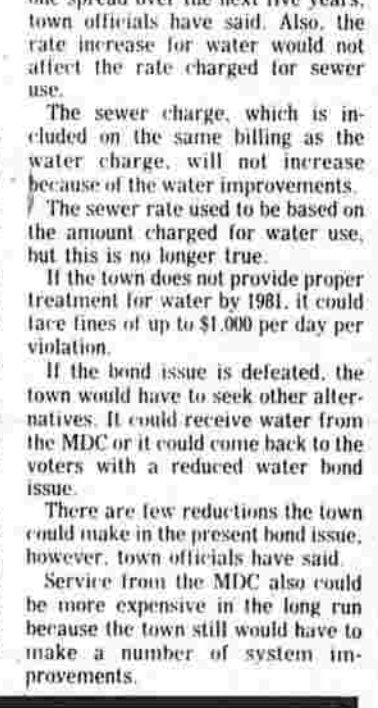 one spread over the next five years,
town officials have said. Also, the
rate increase for water would not
affect the rate charged for sewer
use.
The sewer charge, which is in-
cluded on the same billing as the
water charge, will not increase
because of the water improvements.
The sewer rate used to be based on
the amount charged for water use,
but this is no longer true.
If the town does not provide proper
treatment for water by 1981, it could
face fines of up to $1,000 per day per
violation.
If the bond issue is defeated, the
town would have to seek other alter-
natives. It could receive water from
the MDC or it could come back to the
voters with a reduced water bond
issue.
There are few reductions the town
could make in the present bond issue,
however, town officials have said.
Service from the MDC also could
be more expensive in the long run
because the town still would have to
make a number of system im-
provements.